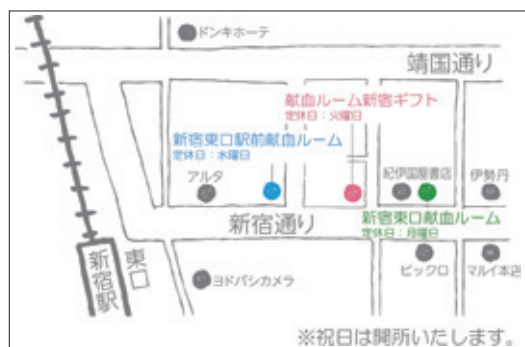 ドンキホーテ
靖国通り
献血ルーム新宿ギフト
定休日：火曜日
新宿東口駅前献血ルーム
定休日：水曜日
アルタ
紀伊国屋書店
伊勢丹
新宿通り
新宿東口献血ルーム
定休日：月曜日
東口
新宿駅
ヨドバシカメラ
ビックロ
マルイ本店
※祝日は開所いたします。